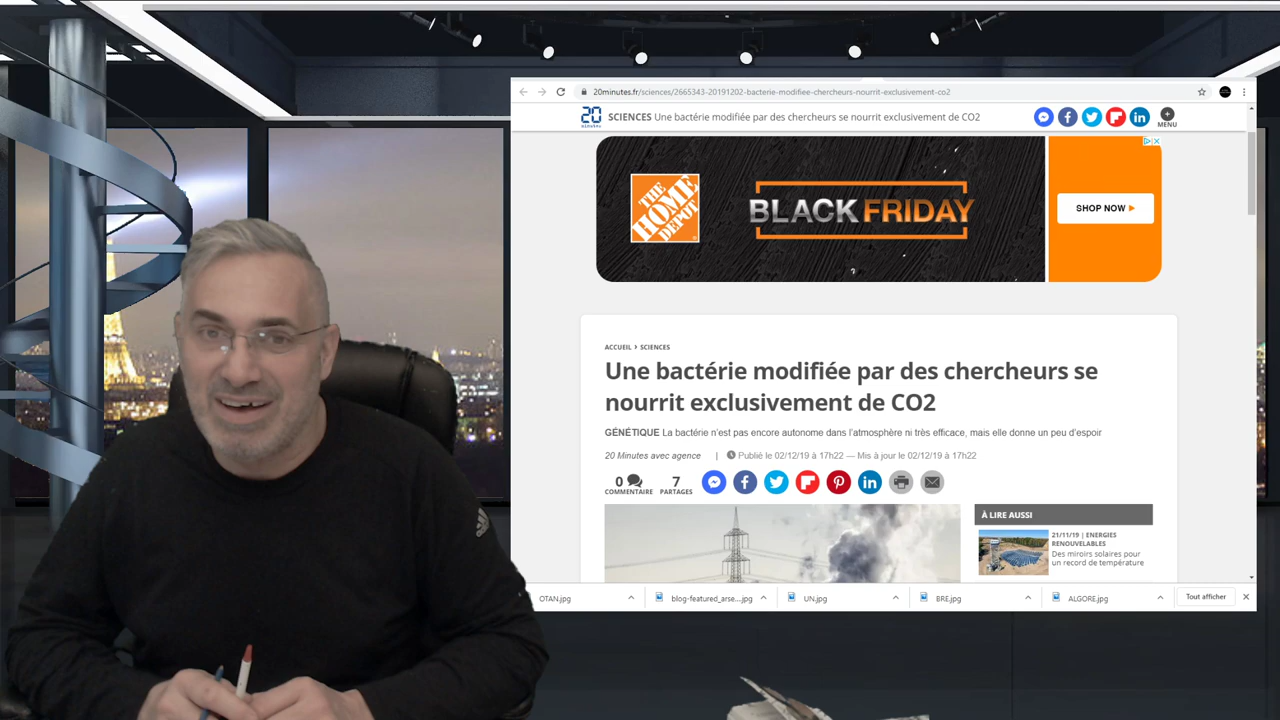 20minutes.fr/sciences/2665343-20191202-bacterie-modifiee-chercheurs-nourrit-exclusivement-co2
20 minutes
SCIENCES Une bactérie modifiée par des chercheurs se nourrit exclusivement de CO2
MENU
THE HOME DEPOT
BLACK FRIDAY
SHOP NOW
ACCUEIL › SCIENCES
Une bactérie modifiée par des chercheurs se
nourrit exclusivement de CO2
GÉNÉTIQUE La bactérie n'est pas encore autonome dans l'atmosphère ni très efficace, mais elle donne un peu d'espoir
20 Minutes avec agence | Publié le 02/12/19 à 17h22 — Mis à jour le 02/12/19 à 17h22
0 7
COMMENTAIRE PARTAGES
À LIRE AUSSI
21/11/19 | ENERGIES
RENOUVELABLES
Des miroirs solaires pour
un record de température
OTAN.jpg blog-featured_arse....jpg UN.jpg BRE.jpg ALGORE.jpg Tout afficher